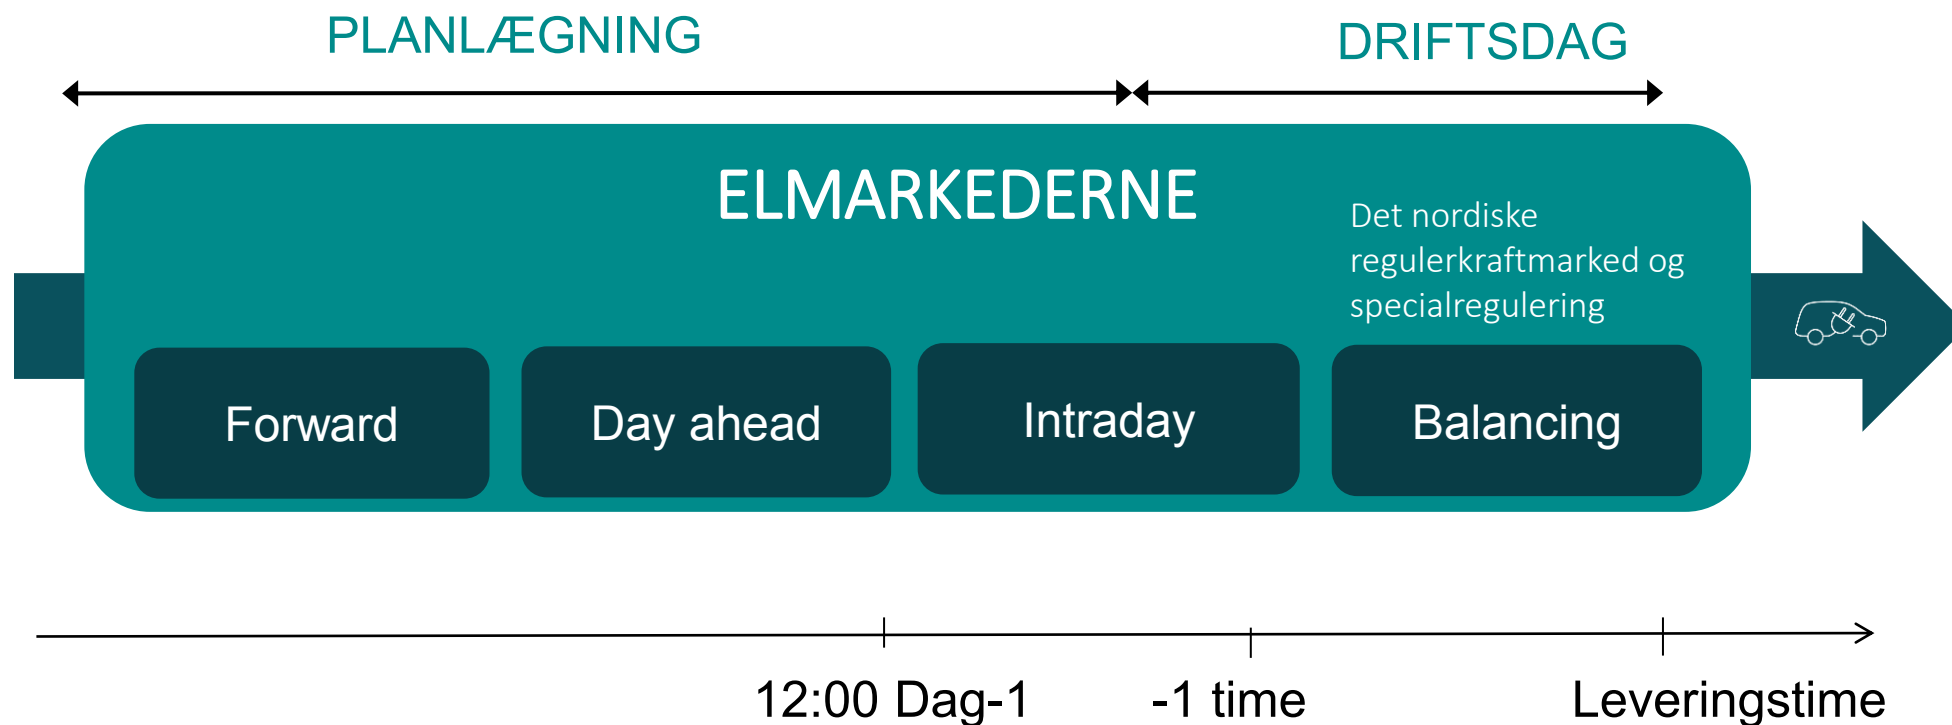 PLANLÆGNING
DRIFTSDAG
ELMARKEDERNE
Det nordiske
regulerkraftmarked og
specialregulering
Forward
Day ahead
Intraday
Balancing
12:00 Dag-1
-1 time
Leveringstime